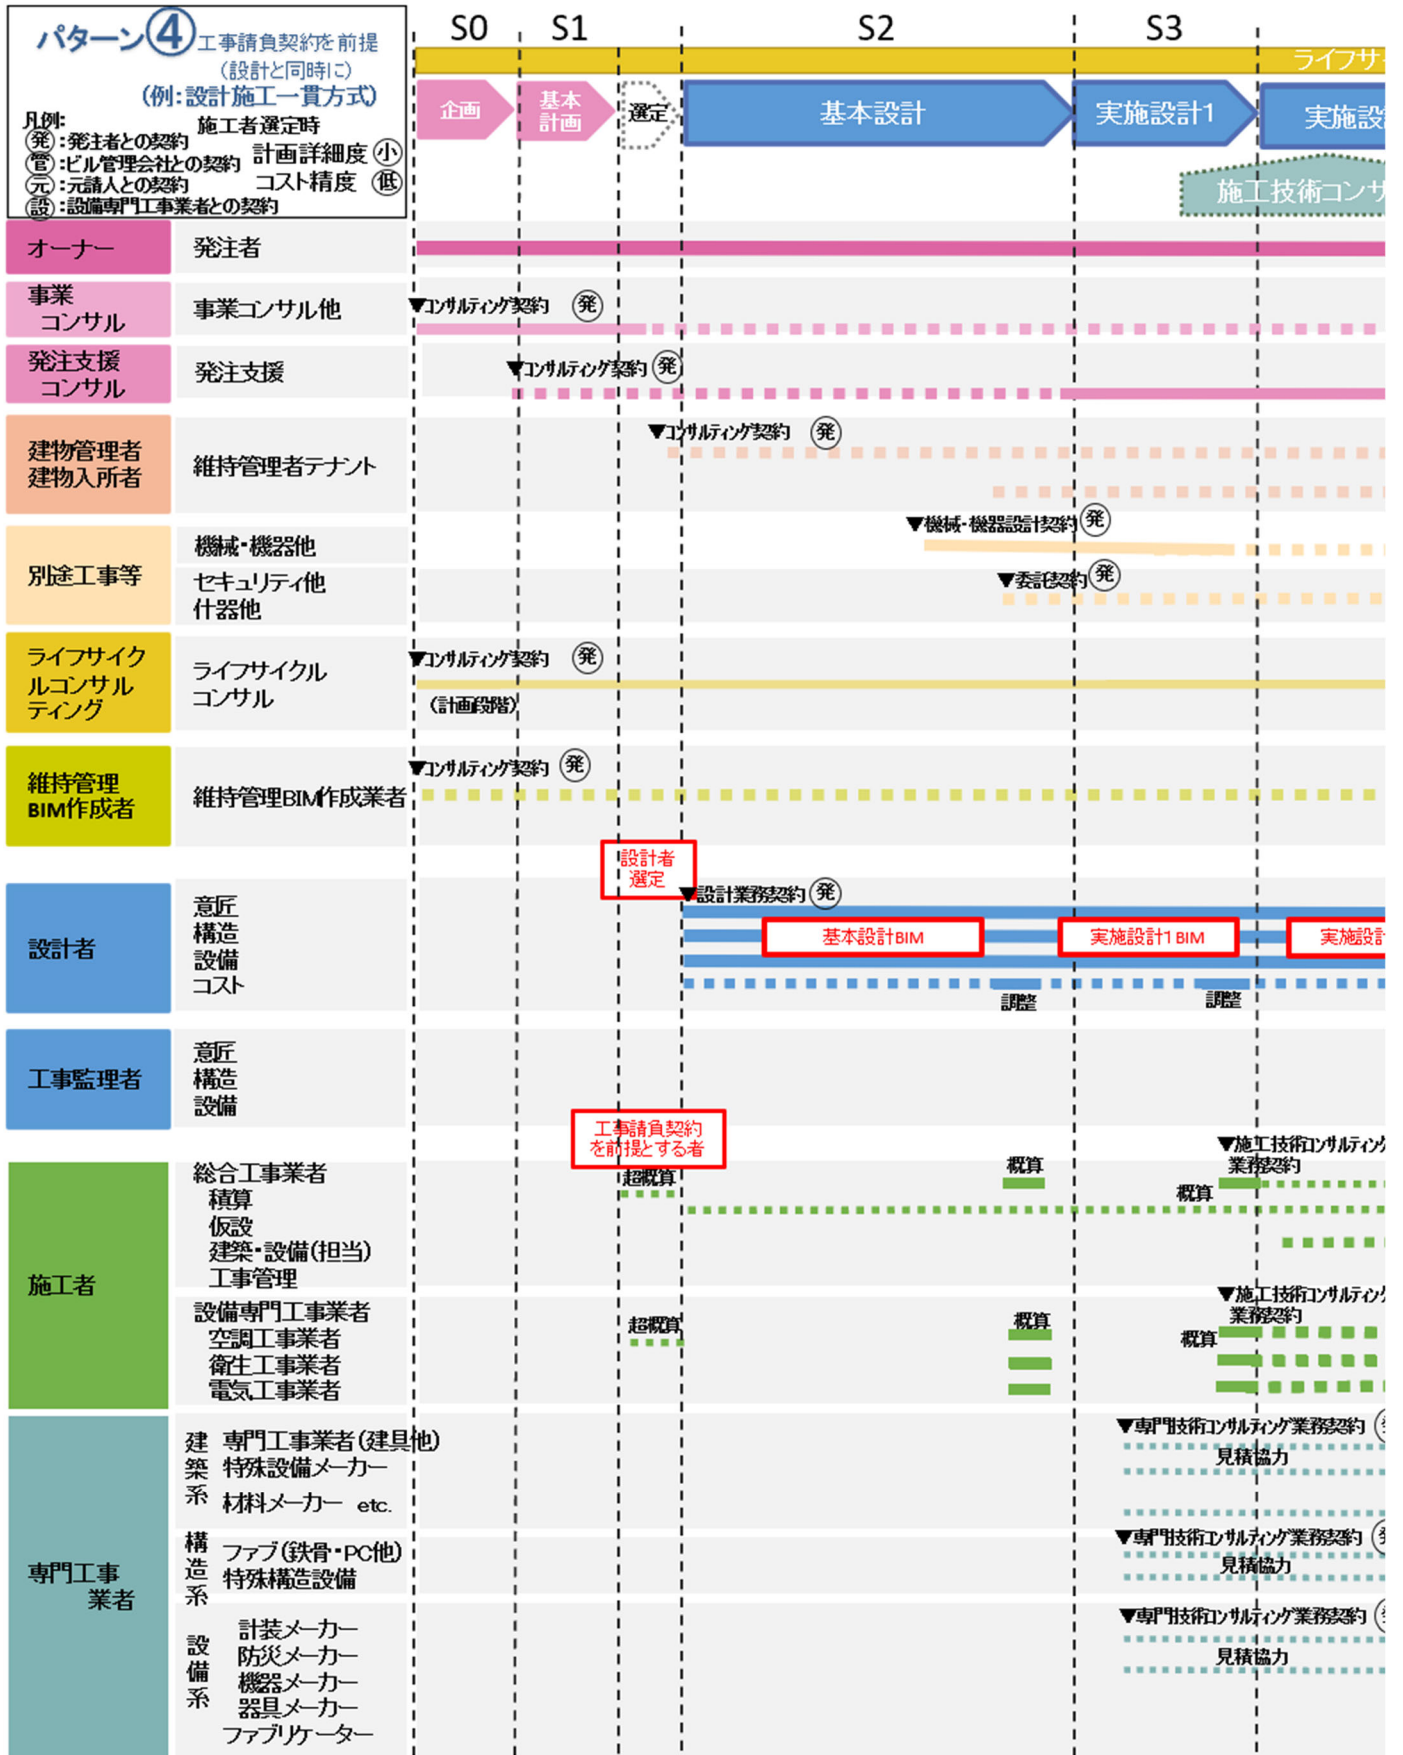 パターン④工事請負契約を前提
(設計と同時に)
(例:設計施工一貫方式)
凡例:
施工者選定時
発:発注者との契約
計画詳細度 小
管:ビル管理会社との契約
コスト精度 低
元:元請人との契約
設:設備専門工事業者との契約
S0 S1 S2 S3
ライフサイ
企画
基本
計画
選定
基本設計
実施設計1
実施設
施工技術コンサ
オーナー
発注者
事業
コンサル
事業コンサル他
▼コンサルティング契約 発
発注支援
コンサル
発注支援
▼コンサルティング契約 発
建物管理者
建物入所者
維持管理者テナント
▼コンサルティング契約 発
別途工事等
機械・機器他
▼機械・機器設計契約 発
セキュリティ他
什器他
▼委託契約 発
ライフサイク
ルコンサル
ティング
ライフサイクル
コンサル
▼コンサルティング契約 発
(計画段階)
維持管理
BIM作成者
維持管理BIM作成業者
▼コンサルティング契約 発
設計者
選定
▼設計業務契約 発
設計者
意匠
構造
設備
コスト
基本設計BIM
実施設計1 BIM
実施設計
調整
調整
工事監理者
意匠
構造
設備
工事請負契約
を前提とする者
施工者
総合工事業者
積算
仮設
建築・設備(担当)
工事管理
超概算
概算
概算
▼施工技術コンサルティング
業務契約
設備専門工事業者
空調工事業者
衛生工事業者
電気工事業者
超概算
概算
概算
▼施工技術コンサルティング
業務契約
専門工事
業者
建築系
専門工事業者(建具他)
特殊設備メーカー
材料メーカー etc.
▼専門技術コンサルティング業務契約
見積協力
構造系
ファブ(鉄骨・PC他)
特殊構造設備
▼専門技術コンサルティング業務契約
見積協力
設備系
計装メーカー
防災メーカー
機器メーカー
器具メーカー
ファブリケーター
▼専門技術コンサルティング業務契約
見積協力